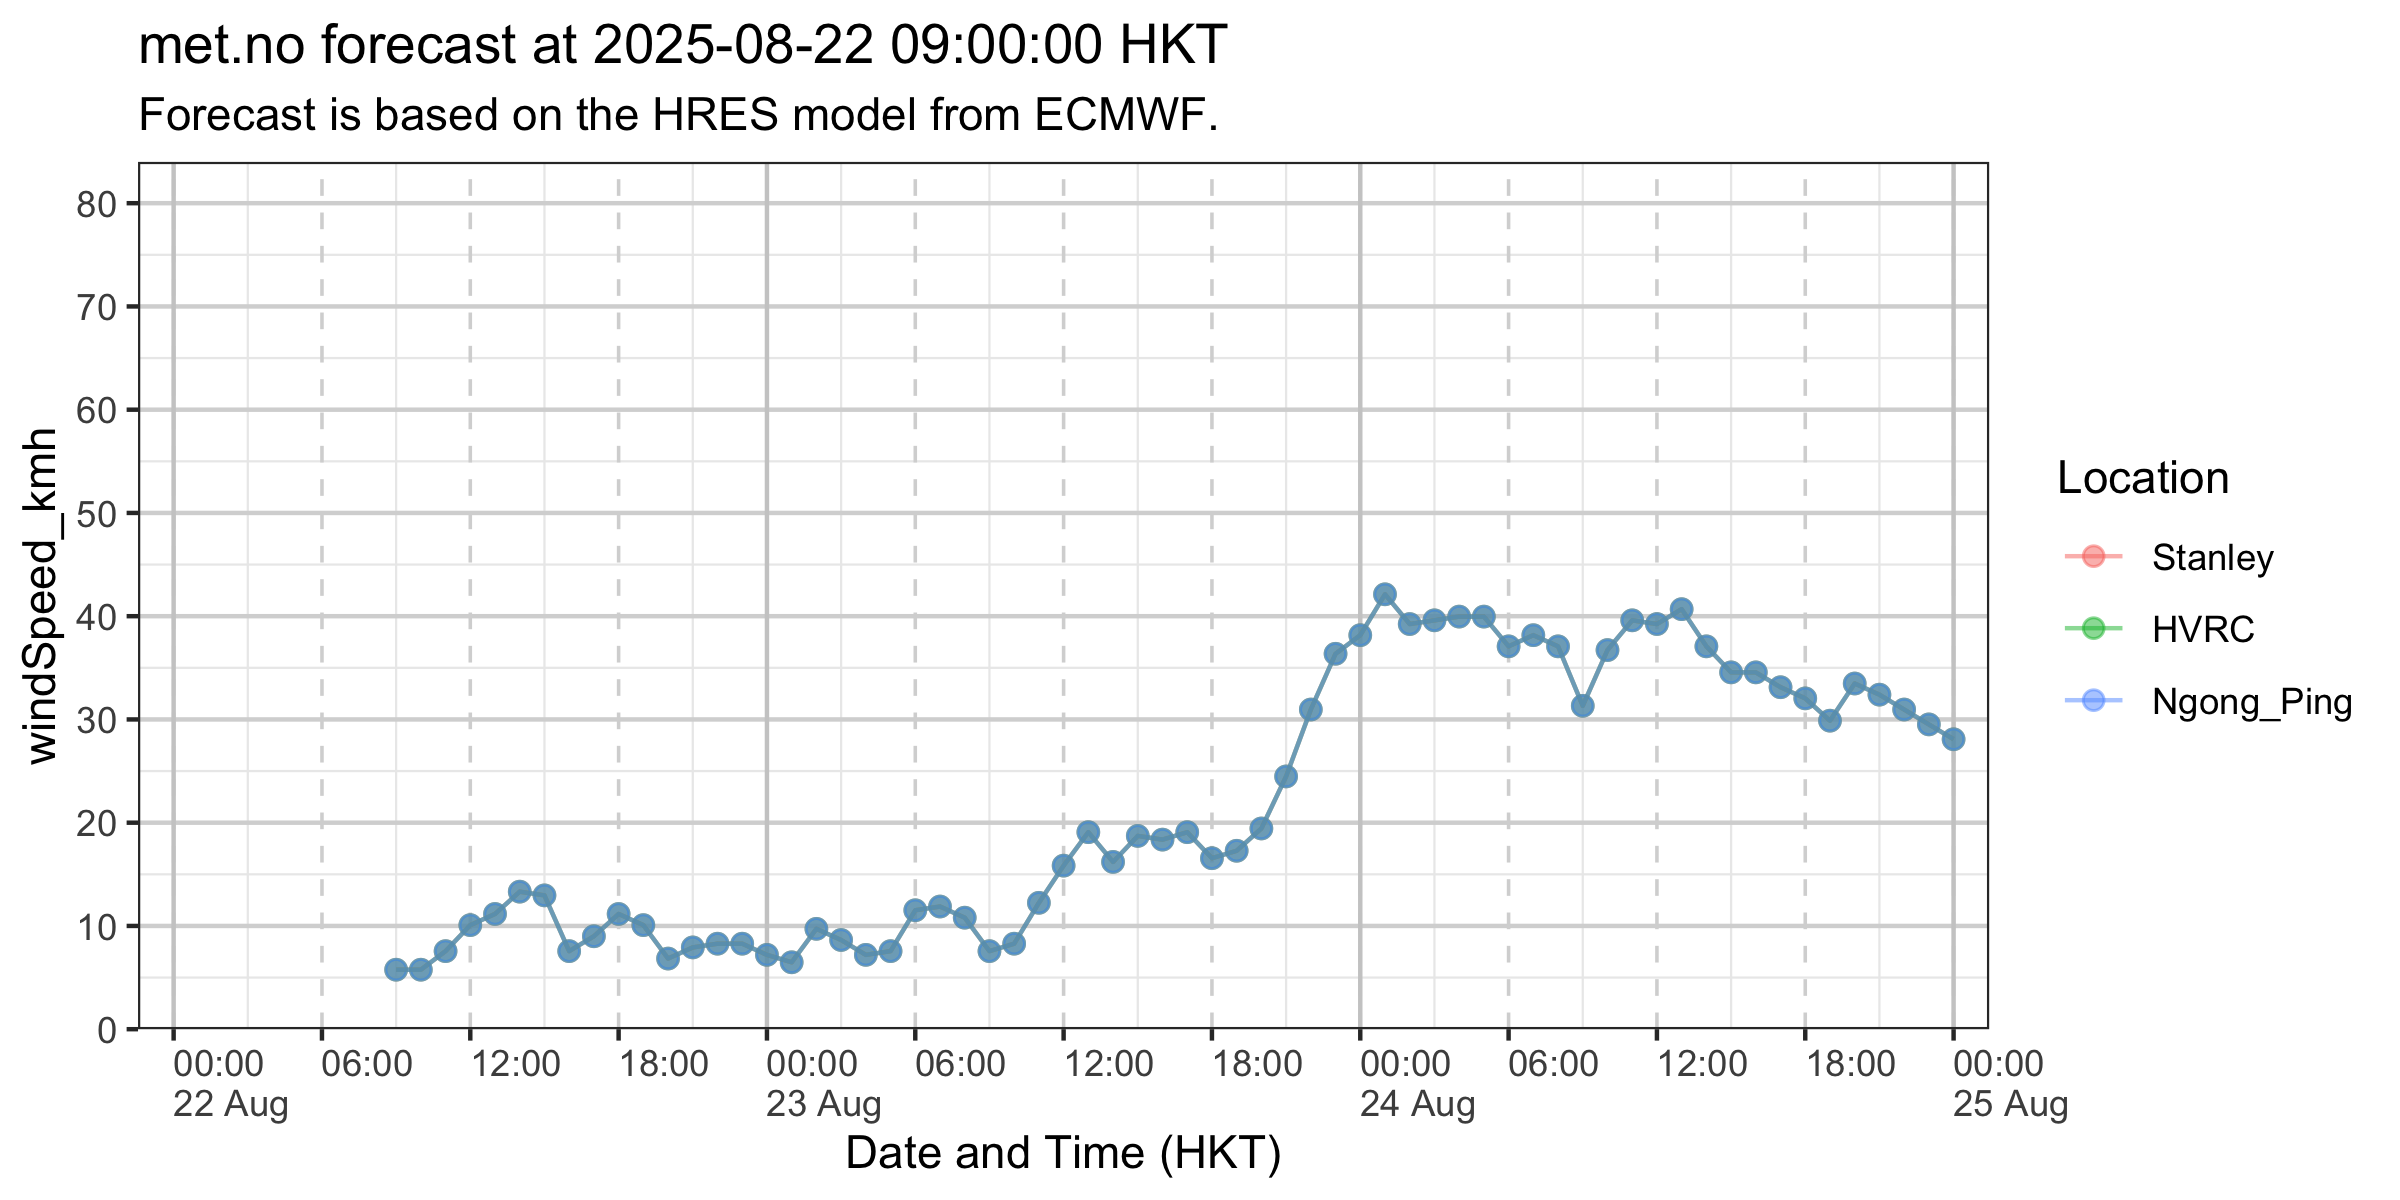 met.no forecast at 2025-08-22 09:00:00 HKT
Forecast is based on the HRES model from ECMWF.
windSpeed_kmh
80
70
60
50
40
30
20
10
0
00:00 06:00 12:00 18:00 00:00 06:00 12:00 18:00 00:00 06:00 12:00 18:00 00:00
22 Aug 23 Aug 24 Aug 25 Aug
Date and Time (HKT)
Location
Stanley
HVRC
Ngong_Ping